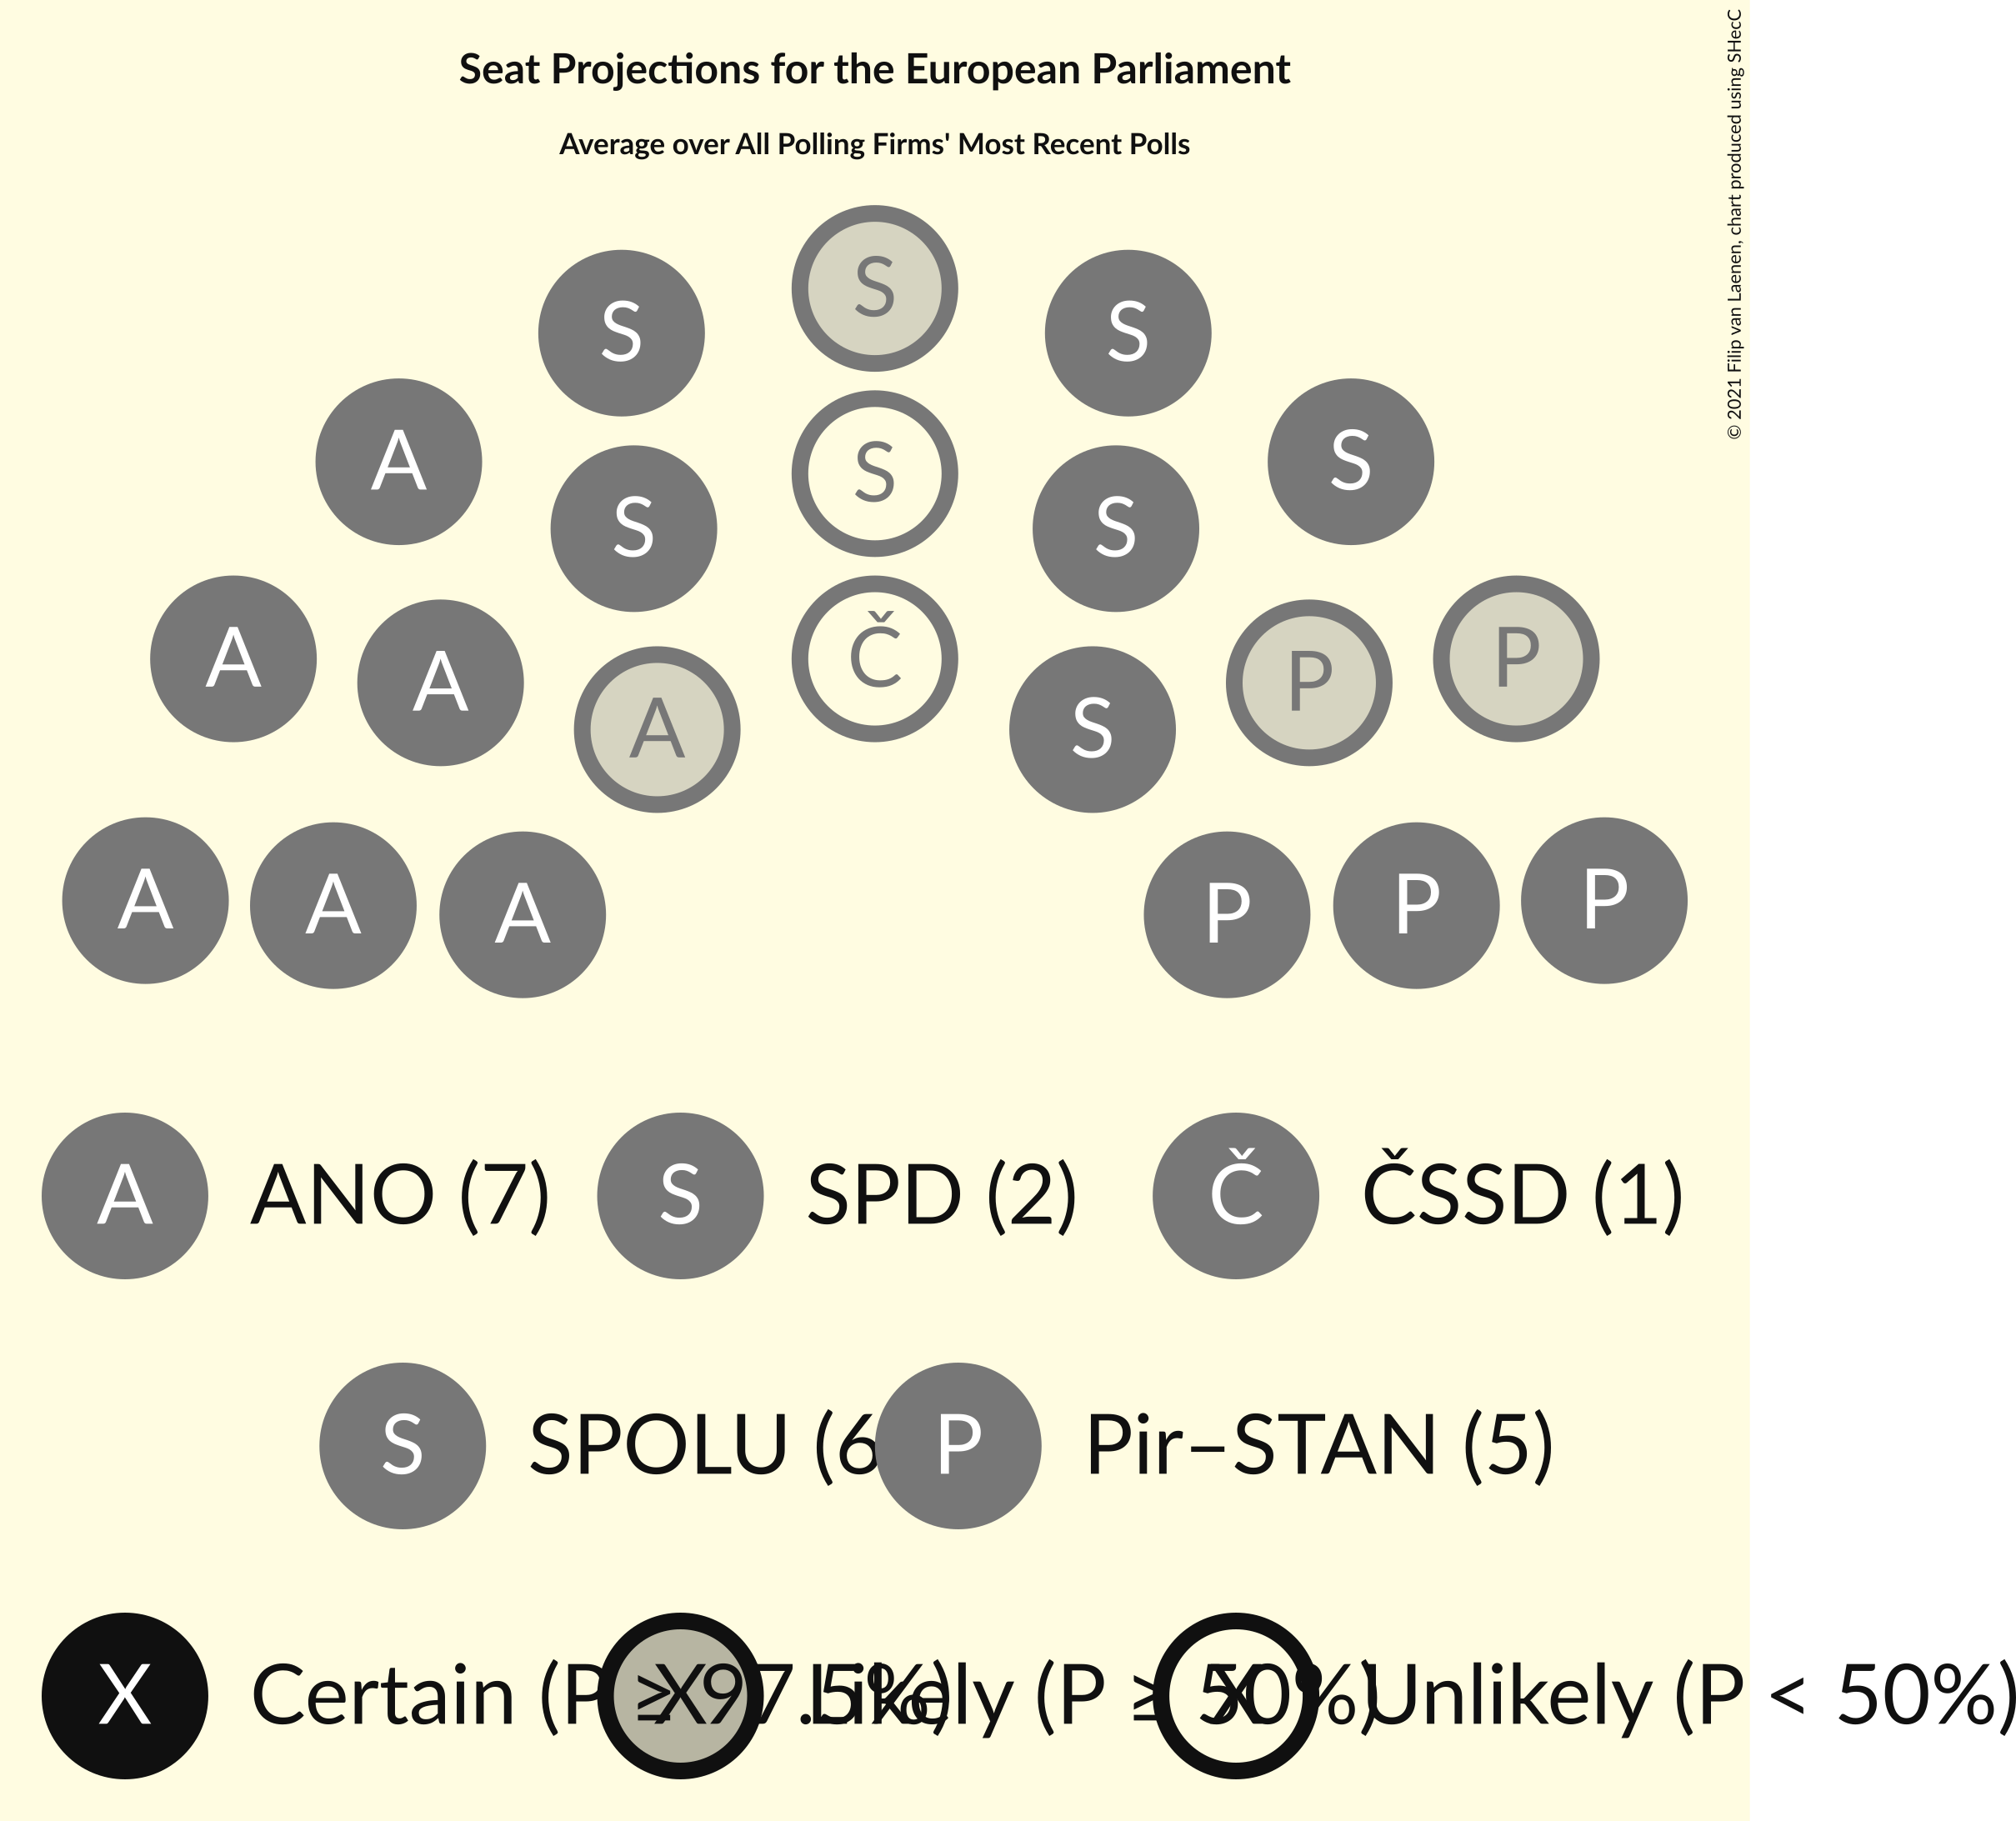 Seat Projections for the European Parliament
Average over All Polling Firms' Most Recent Polls
© 2021 Filip van Laenen, chart produced using SHecC
S
S S
A S
S
S S
A P
A P
Č
A S
A A
A P P P
A ANO (7) S SPD (2) Č ČSSD (1)
S SPOLU (6 P Pir–STAN (5)
X Certain (P ≥ 97.5%) X Likely (P ≥ 50%) X Unlikely (P < 50%)